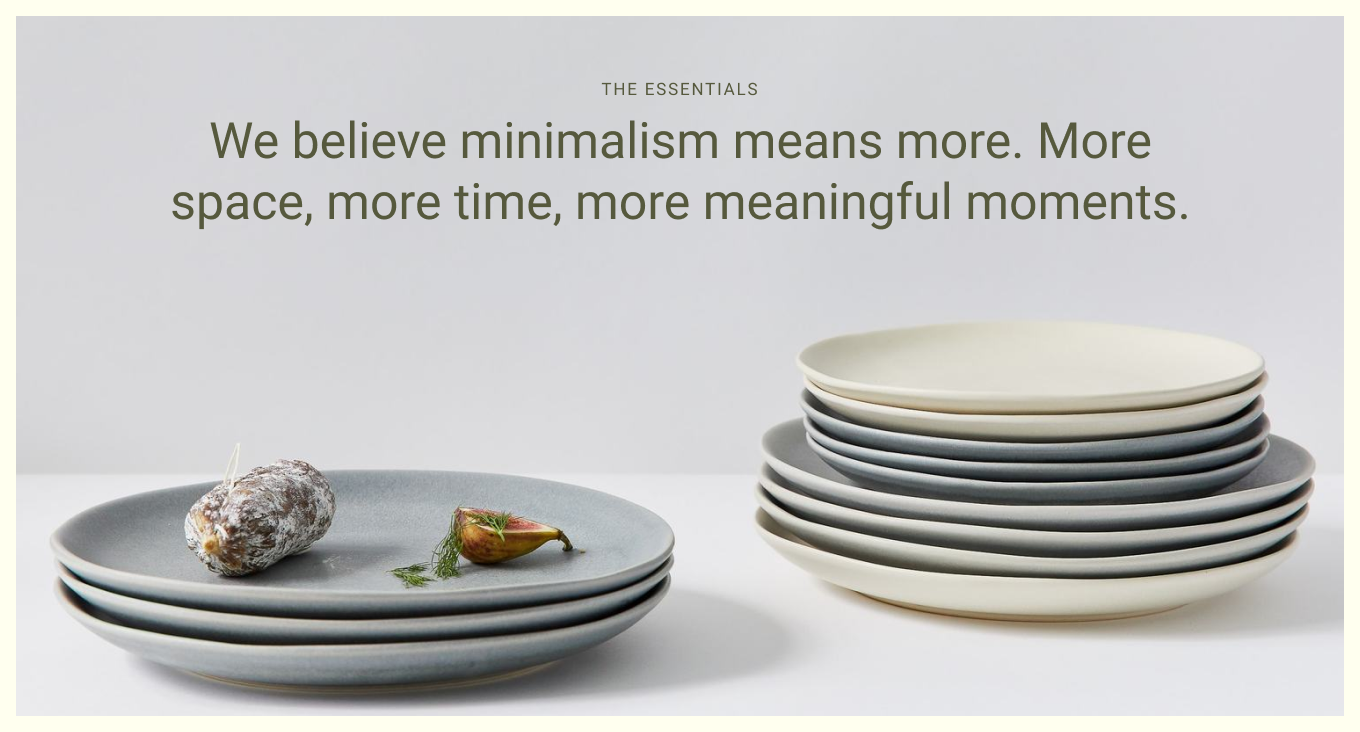 THE ESSENTIALS
We believe minimalism means more. More
space, more time, more meaningful moments.